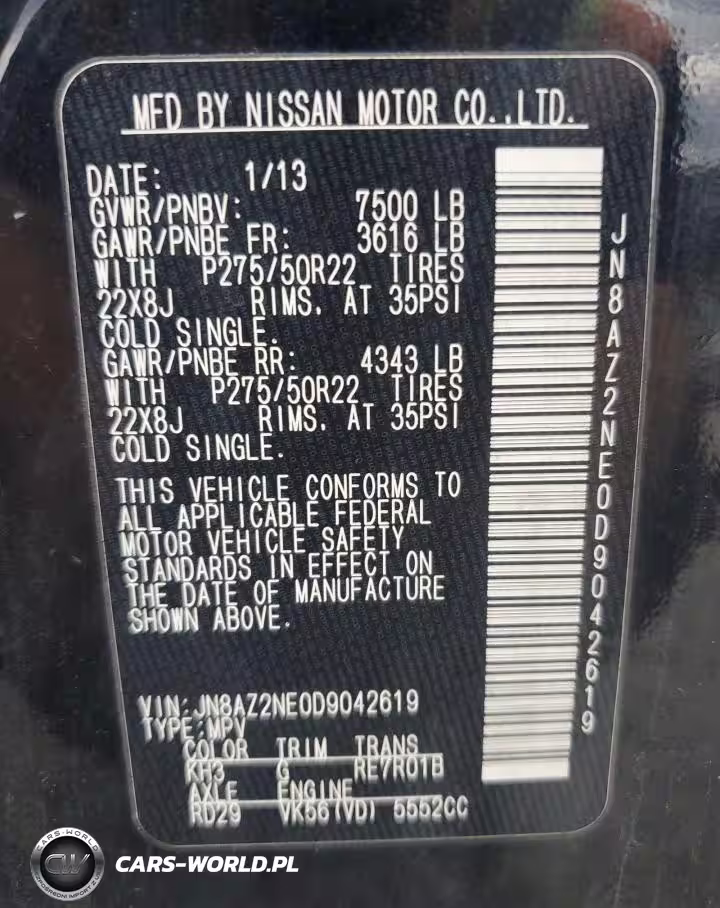 MFD BY NISSAN MOTOR CO.,LTD.
DATE: 1/13
GVWR/PNBV: 7500 LB
GAWR/PNBE FR: 3616 LB
WITH P275/50R22 TIRES
22X8J RIMS. AT 35PSI
COLD SINGLE.
GAWR/PNBE RR: 4343 LB
WITH P275/50R22 TIRES
22X8J RIMS. AT 35PSI
COLD SINGLE.
THIS VEHICLE CONFORMS TO
ALL APPLICABLE FEDERAL
MOTOR VEHICLE SAFETY
STANDARDS IN EFFECT ON
THE DATE OF MANUFACTURE
SHOWN ABOVE.
VIN:JN8AZ2NE0D9042619
TYPE:MPV
COLOR TRIM TRANS
KH3 G RE7R01B
AXLE ENGINE
RD29 VK56(VD) 5552CC
JN8AZ2NE0D9042619
CARS-WORLD
CW
CARS-WORLD.PL